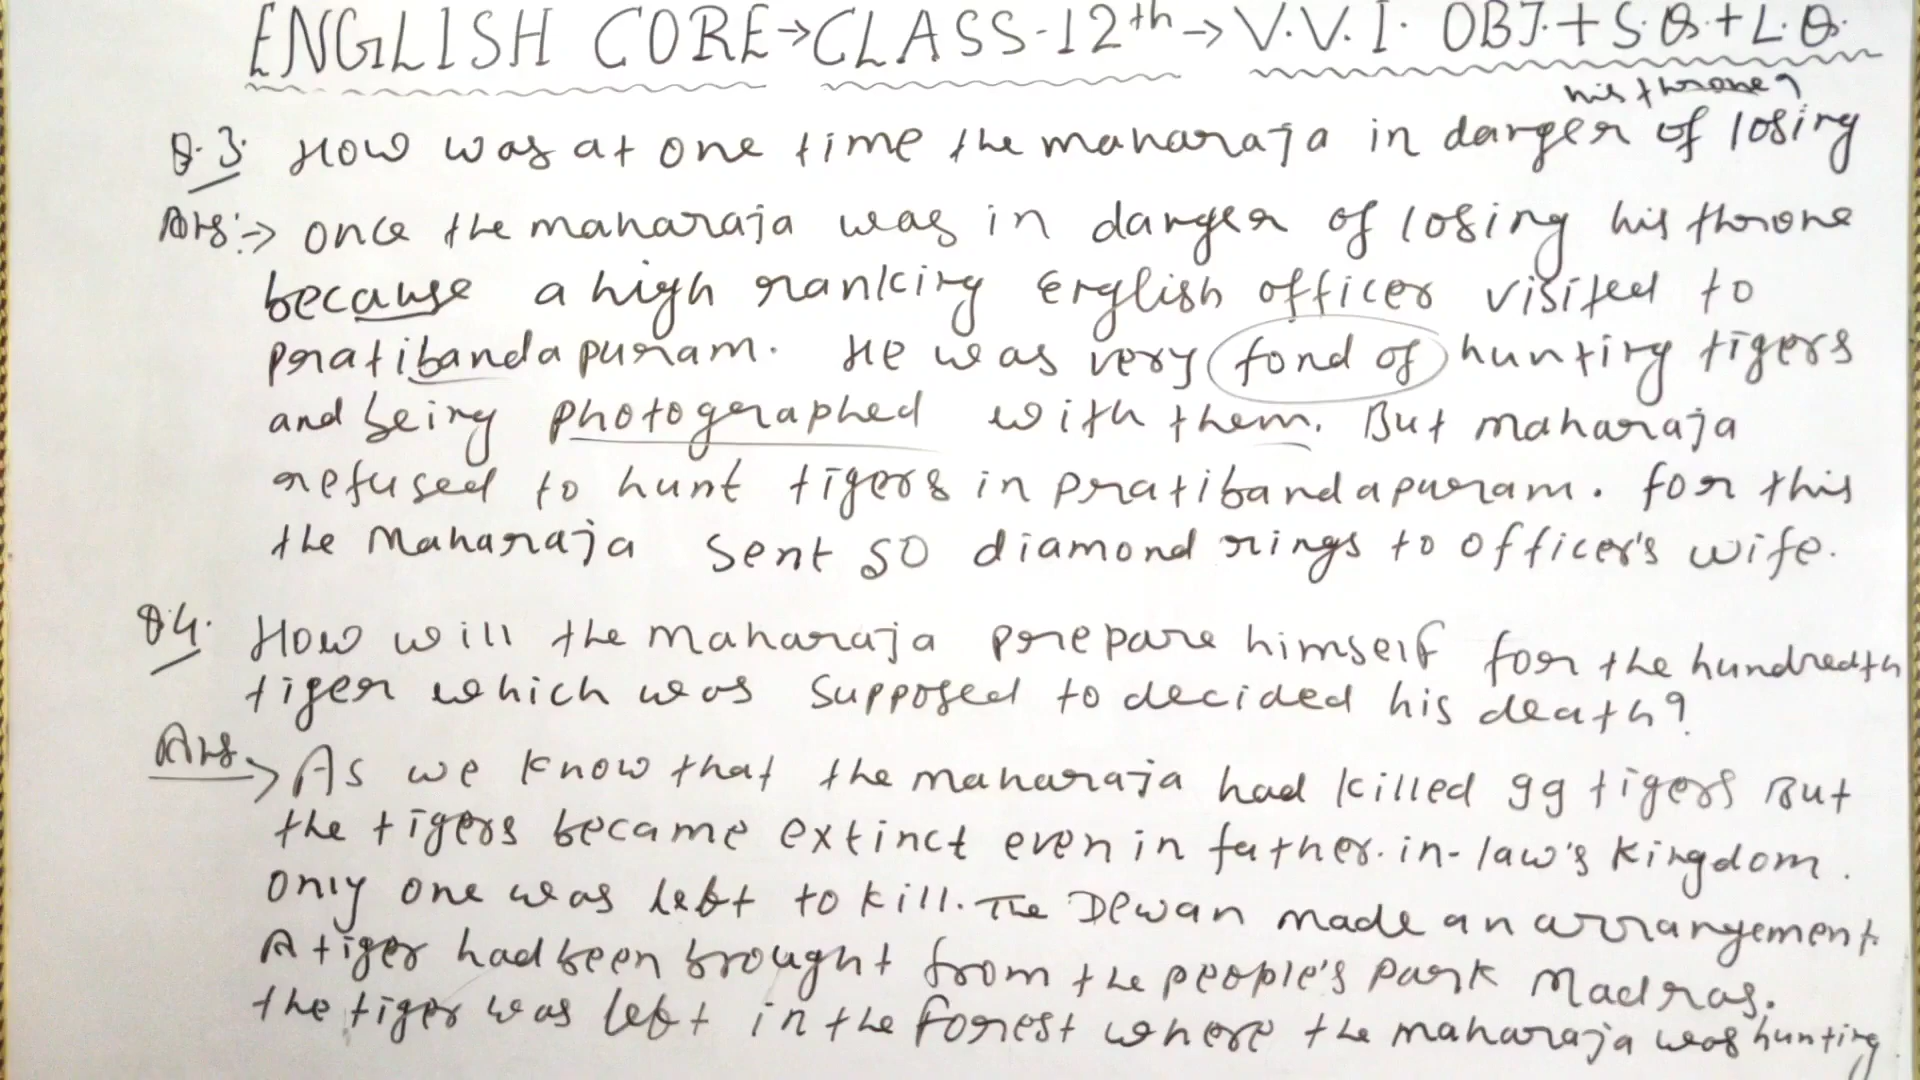 ENGLISH CORE→CLASS-12th→V.V.I. OBJ.+S.Q.+L.Q.
his throne?
Q.3. How was at one time the maharaja in danger of losing
Ans:→ once the maharaja was in danger of losing his throne
because a high ranking English officer visited to
pratibandapuram. He was very fond of hunting tigers
and being photographed with them. But maharaja
refused to hunt tigers in pratibandapuram. for this
the Maharaja sent 50 diamond rings to officer's wife.
Q4. How will the maharaja prepare himself for the hundredth
tiger which was supposed to decided his death?
Ans→ As we know that the maharaja had killed 99 tigers But
the tigers became extinct even in father-in-law's kingdom.
only one was left to kill. The Dewan made an arrangement.
A tiger had been brought from the people's park Madras.
the tiger was left in the forest where the maharaja was hunting